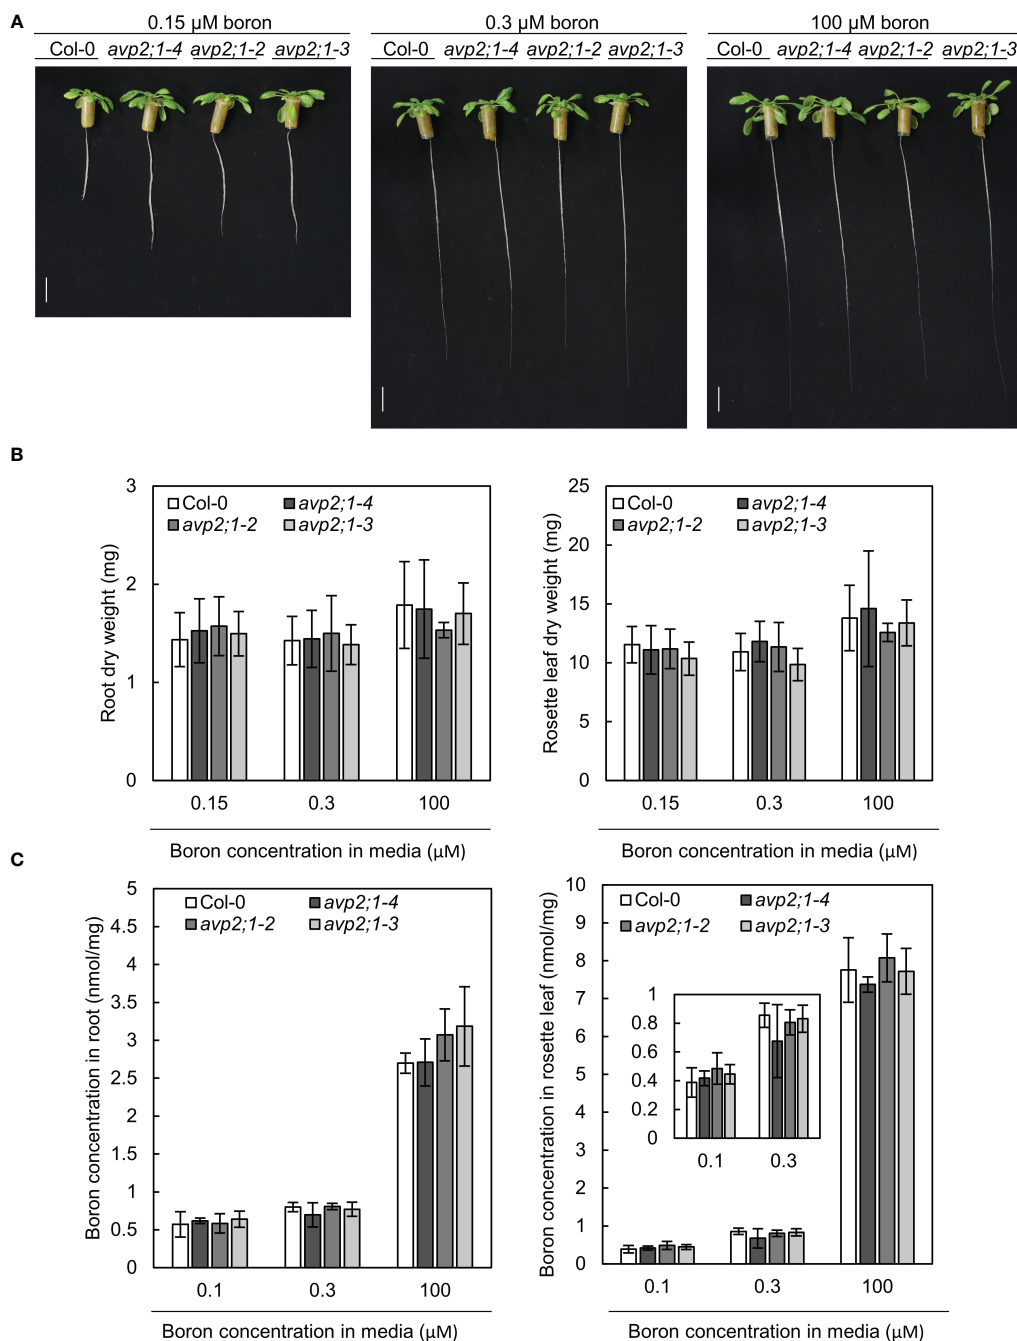 A
0.15 µM boron
0.3 µM boron
100 µM boron
Col-0 avp2;1-4 avp2;1-2 avp2;1-3
Col-0 avp2;1-4 avp2;1-2 avp2;1-3
Col-0 avp2;1-4 avp2;1-2 avp2;1-3
B
Root dry weight (mg)
3
2
1
0
Col-0
avp2;1-4
avp2;1-2
avp2;1-3
0.15 0.3 100
Boron concentration in media (µM)
Rosette leaf dry weight (mg)
25
20
15
10
5
0
Col-0
avp2;1-4
avp2;1-2
avp2;1-3
0.15 0.3 100
Boron concentration in media (µM)
C
Boron concentration in root (nmol/mg)
5
4.5
4
3.5
3
2.5
2
1.5
1
0.5
0
Col-0
avp2;1-4
avp2;1-2
avp2;1-3
0.1 0.3 100
Boron concentration in media (µM)
Boron concentration in rosette leaf (nmol/mg)
10
9
8
7
6
5
4
3
2
1
0
Col-0
avp2;1-4
avp2;1-2
avp2;1-3
1
0.8
0.6
0.4
0.2
0
0.1 0.3
0.1 0.3 100
Boron concentration in media (µM)